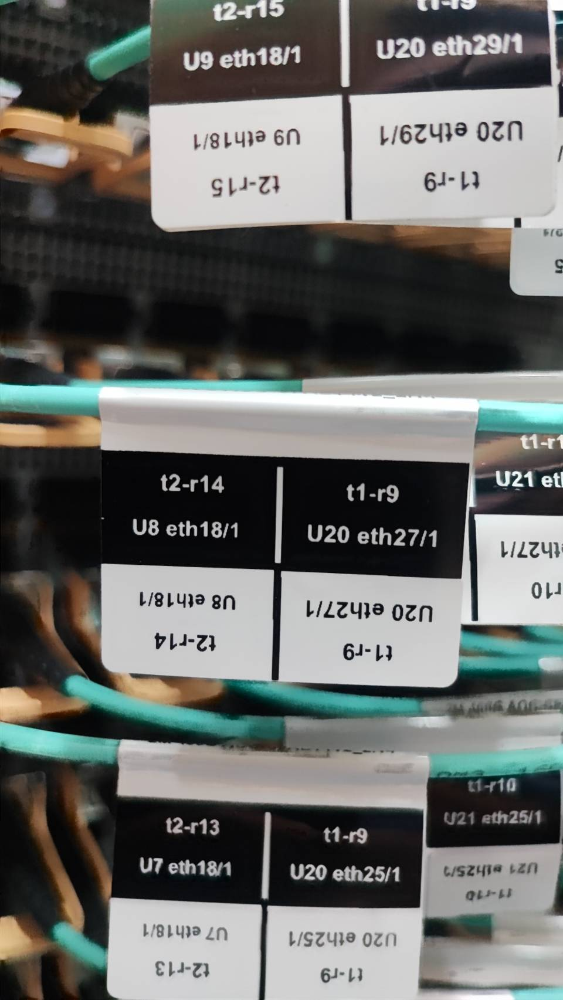 t2-r15
t1-r9
U9 eth18/1
U20 eth29/1
U9 eth18/1
U20 eth29/1
t2-r15
t1-r9
5
t2-r14
t1-r9
U8 eth18/1
U20 eth27/1
U8 eth18/1
U20 eth27/1
t2-r14
t1-r9
t1-r1
U21 et
eth27/1
r10
t2-r13
t1-r9
U7 eth18/1
U20 eth25/1
U7 eth18/1
U20 eth25/1
t2-r13
t1-r9
t1-r10
U21 eth25/1
U21 eth25/1
t1-r10